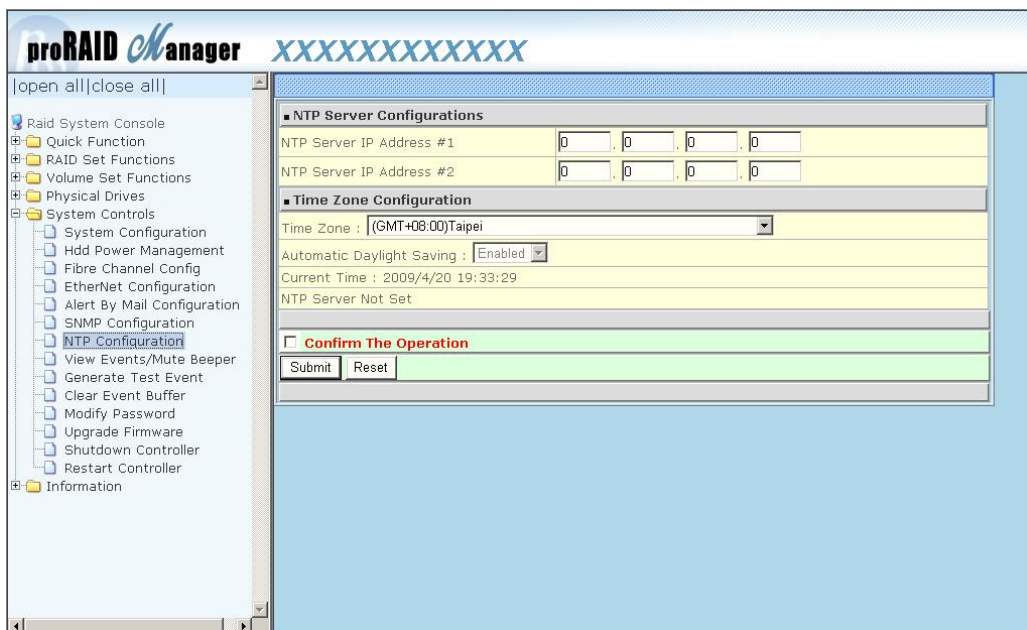 proRAID Manager XXXXXXXXXXXX
|open all|close all|
Raid System Console
Quick Function
RAID Set Functions
Volume Set Functions
Physical Drives
System Controls
System Configuration
Hdd Power Management
Fibre Channel Config
EtherNet Configuration
Alert By Mail Configuration
SNMP Configuration
NTP Configuration
View Events/Mute Beeper
Generate Test Event
Clear Event Buffer
Modify Password
Upgrade Firmware
Shutdown Controller
Restart Controller
Information
NTP Server Configurations
NTP Server IP Address #1 0 . 0 . 0 . 0
NTP Server IP Address #2 0 . 0 . 0 . 0
Time Zone Configuration
Time Zone : (GMT+08:00)Taipei
Automatic Daylight Saving : Enabled
Current Time : 2009/4/20 19:33:29
NTP Server Not Set
Confirm The Operation
Submit Reset